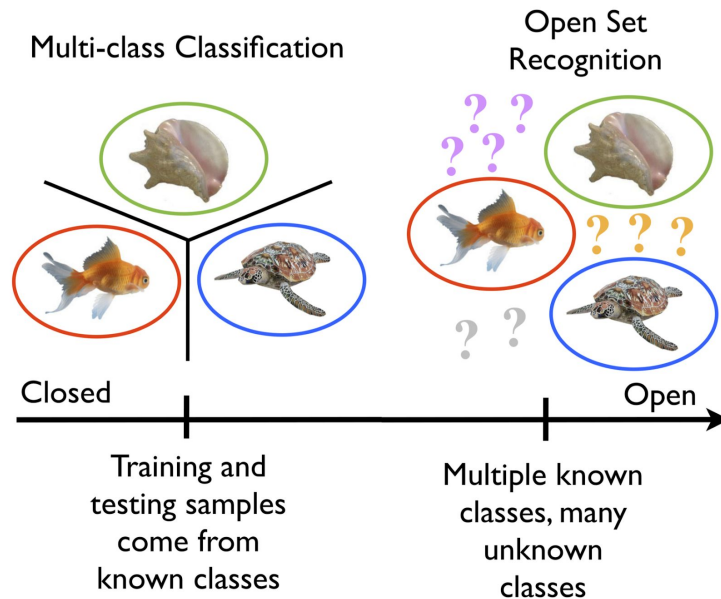 Multi-class Classification
Open Set
Recognition
? ?
? ?
? ? ?
? ?
Closed
Open
Training and
testing samples
come from
known classes
Multiple known
classes, many
unknown
classes